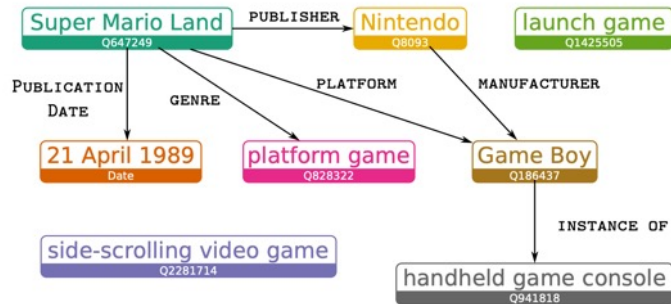 Super Mario Land
Q647249
PUBLISHER
Nintendo
Q8093
launch game
Q1425505
PUBLICATION
DATE
GENRE
PLATFORM
MANUFACTURER
21 April 1989
Date
platform game
Q828322
Game Boy
Q186437
INSTANCE OF
side-scrolling video game
Q2281714
handheld game console
Q941818